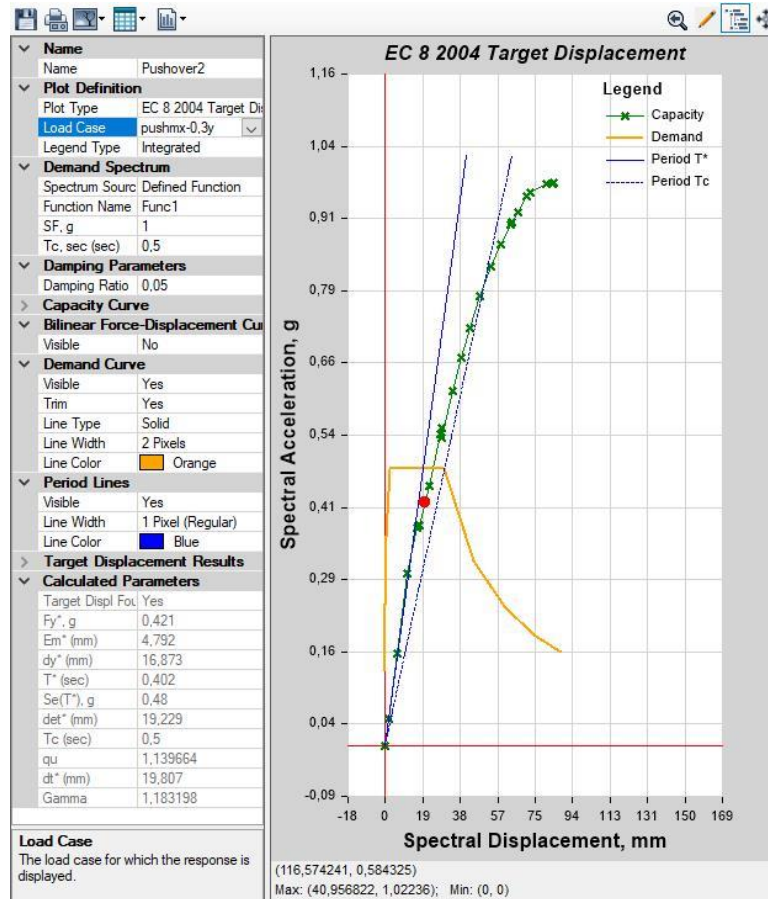 Name
Name Pushover2
Plot Definition
Plot Type EC 8 2004 Target Di
Load Case pushmx-0,3y
Legend Type Integrated
Demand Spectrum
Spectrum Sourc Defined Function
Function Name Func1
SF, g 1
Tc, sec (sec) 0,5
Damping Parameters
Damping Ratio 0,05
Capacity Curve
Bilinear Force-Displacement Cu
Visible No
Demand Curve
Visible Yes
Trim Yes
Line Type Solid
Line Width 2 Pixels
Line Color Orange
Period Lines
Visible Yes
Line Width 1 Pixel (Regular)
Line Color Blue
Target Displacement Results
Calculated Parameters
Target Displ Fou Yes
Fy*, g 0,421
Em* (mm) 4,792
dy* (mm) 16,873
T* (sec) 0,402
Se(T*), g 0,48
det* (mm) 19,229
Tc (sec) 0,5
qu 1,139664
dt* (mm) 19,807
Gamma 1,183198
Load Case
The load case for which the response is
displayed.
EC 8 2004 Target Displacement
Legend
Capacity
Demand
Period T*
Period Tc
Spectral Acceleration, g
1,16
1,04
0,91
0,79
0,66
0,54
0,41
0,29
0,16
0,04
-0,09
-18 0 19 38 57 75 94 113 131 150 169
Spectral Displacement, mm
(116,574241, 0,584325)
Max: (40,956822, 1,02236); Min: (0, 0)